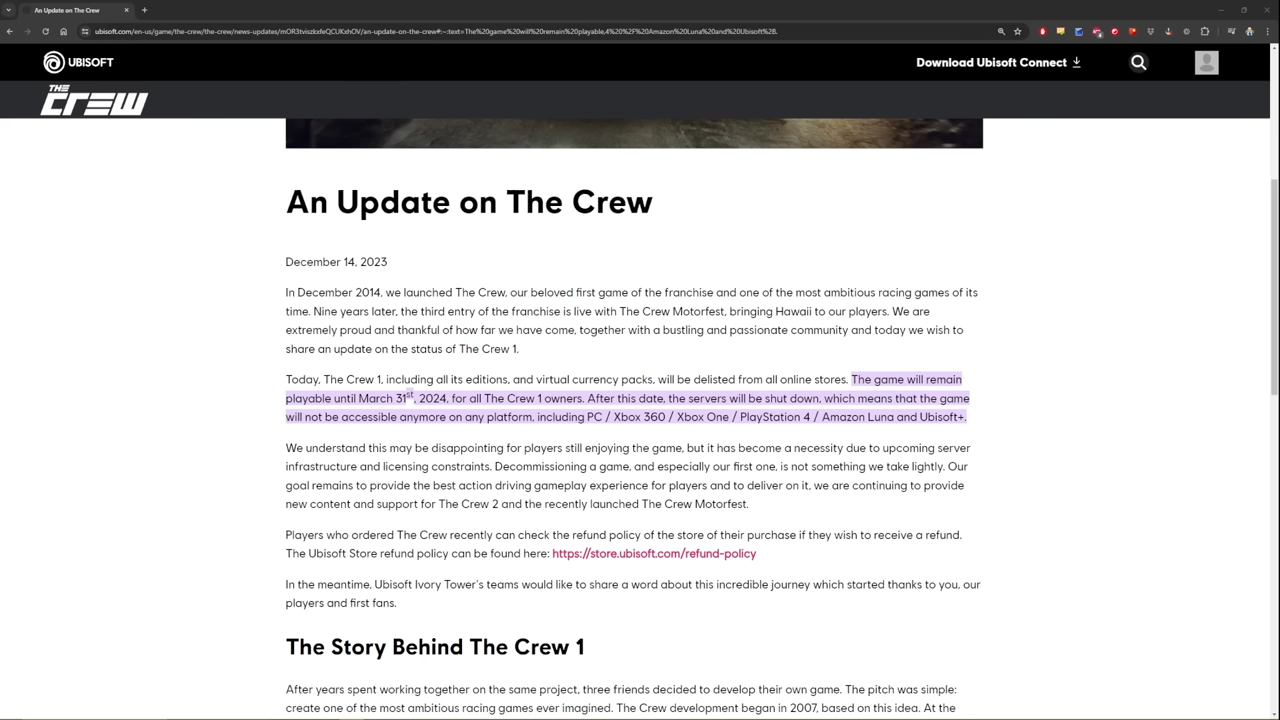 An Update on The Crew
ubisoft.com/en-us/game/the-crew/the-crew/news-updates/mOR3tviszkxfeQCUKxhOV/an-update-on-the-crew#:~:text=The%20game%20will%20remain%20playable,4%20%2F%20Amazon%20Luna%20and%20Ubisoft%2B.
UBISOFT
Download Ubisoft Connect
THE CREW
An Update on The Crew
December 14, 2023
In December 2014, we launched The Crew, our beloved first game of the franchise and one of the most ambitious racing games of its
time. Nine years later, the third entry of the franchise is live with The Crew Motorfest, bringing Hawaii to our players. We are
extremely proud and thankful of how far we have come, together with a bustling and passionate community and today we wish to
share an update on the status of The Crew 1.
Today, The Crew 1, including all its editions, and virtual currency packs, will be delisted from all online stores. The game will remain
playable until March 31st, 2024, for all The Crew 1 owners. After this date, the servers will be shut down, which means that the game
will not be accessible anymore on any platform, including PC / Xbox 360 / Xbox One / PlayStation 4 / Amazon Luna and Ubisoft+.
We understand this may be disappointing for players still enjoying the game, but it has become a necessity due to upcoming server
infrastructure and licensing constraints. Decommissioning a game, and especially our first one, is not something we take lightly. Our
goal remains to provide the best action driving gameplay experience for players and to deliver on it, we are continuing to provide
new content and support for The Crew 2 and the recently launched The Crew Motorfest.
Players who ordered The Crew recently can check the refund policy of the store of their purchase if they wish to receive a refund.
The Ubisoft Store refund policy can be found here: https://store.ubisoft.com/refund-policy
In the meantime, Ubisoft Ivory Tower's teams would like to share a word about this incredible journey which started thanks to you, our
players and first fans.
The Story Behind The Crew 1
After years spent working together on the same project, three friends decided to develop their own game. The pitch was simple:
create one of the most ambitious racing games ever imagined. The Crew development began in 2007, based on this idea. At the